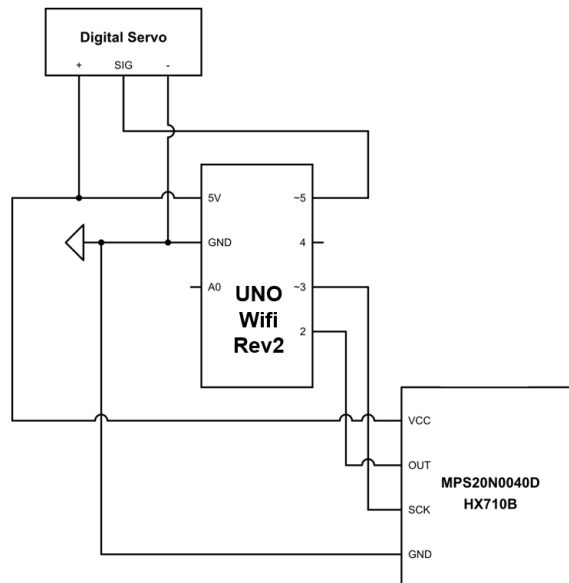 Digital Servo
+ SIG -
5V ~5
GND 4
A0 ~3
2
UNO
Wifi
Rev2
VCC
OUT
SCK
GND
MPS20N0040D
HX710B